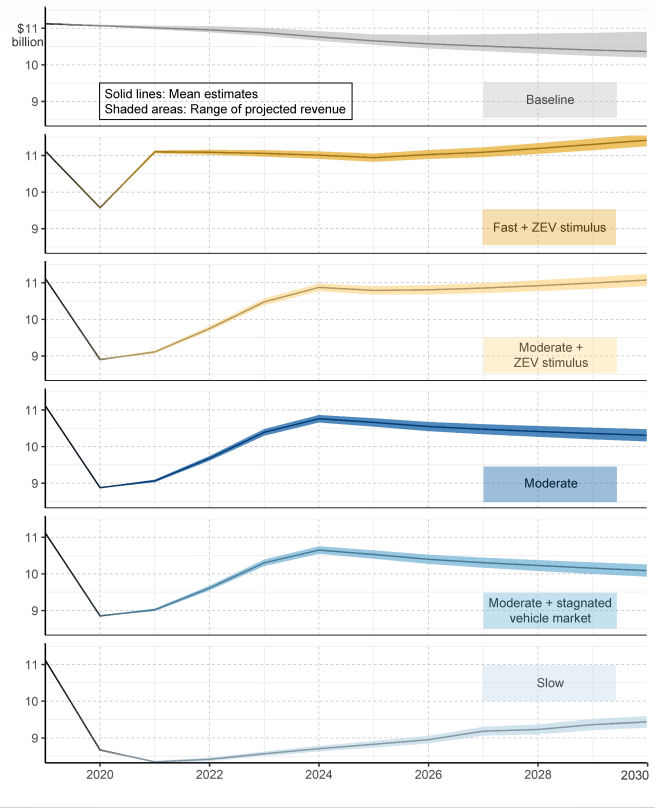 $11
billion
10
9
Solid lines: Mean estimates
Shaded areas: Range of projected revenue
Baseline
11
10
9
Fast + ZEV stimulus
11
10
9
Moderate +
ZEV stimulus
11
10
9
Moderate
11
10
9
Moderate + stagnated
vehicle market
11
10
9
Slow
2020 2022 2024 2026 2028 2030